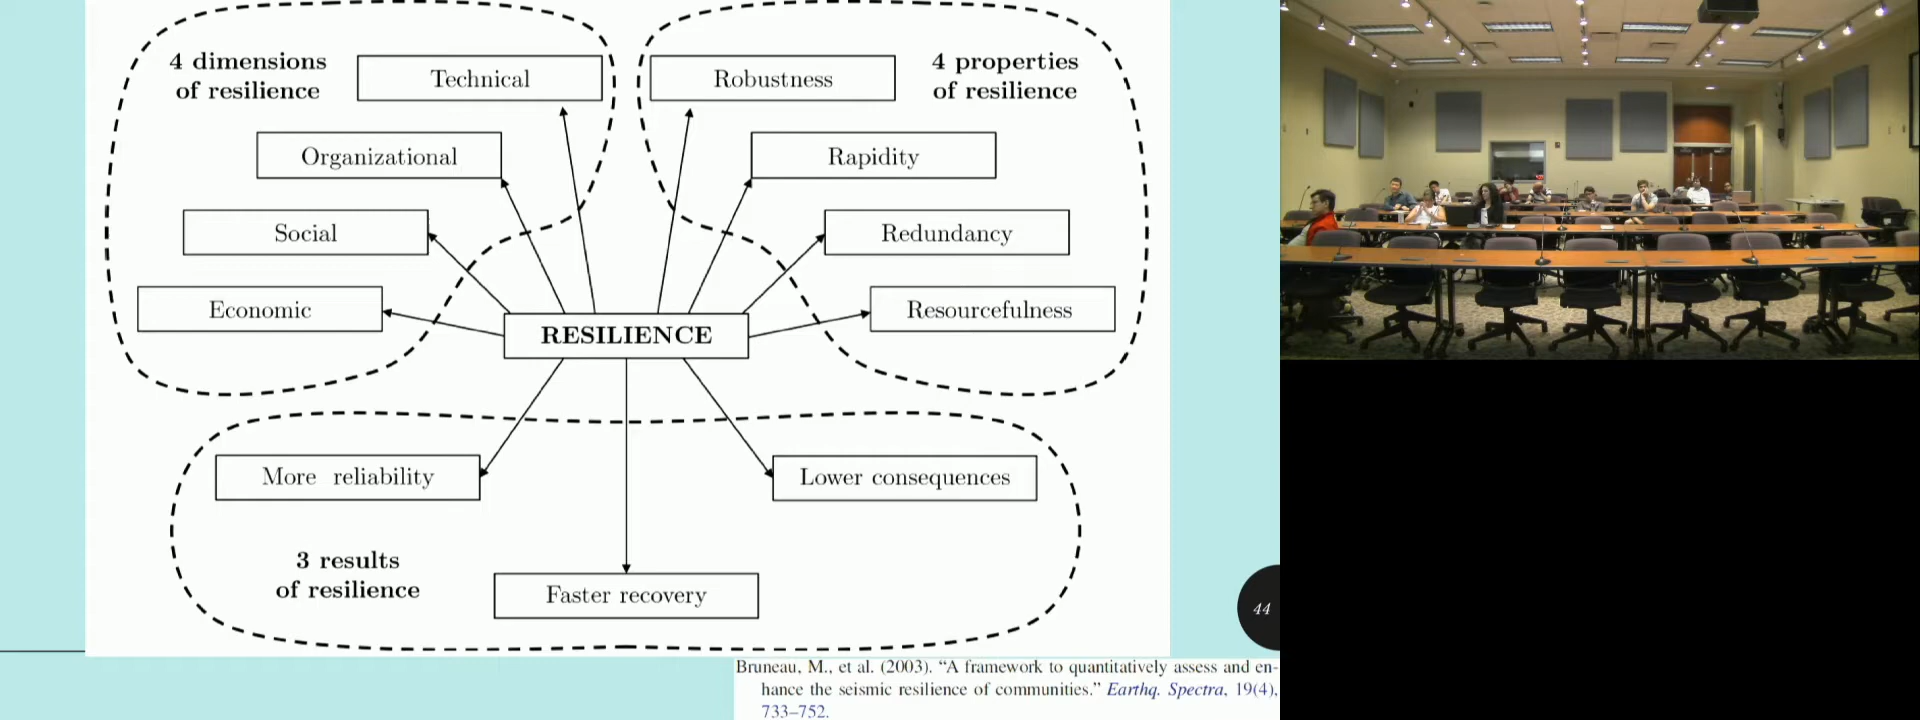 4 dimensions
of resilience
Technical
Organizational
Social
Economic
Robustness
4 properties
of resilience
Rapidity
Redundancy
Resourcefulness
RESILIENCE
More reliability
Lower consequences
3 results
of resilience
Faster recovery
44
Bruneau, M., et al. (2003). “A framework to quantitatively assess and en-
hance the seismic resilience of communities.” Earthq. Spectra, 19(4),
733–752.